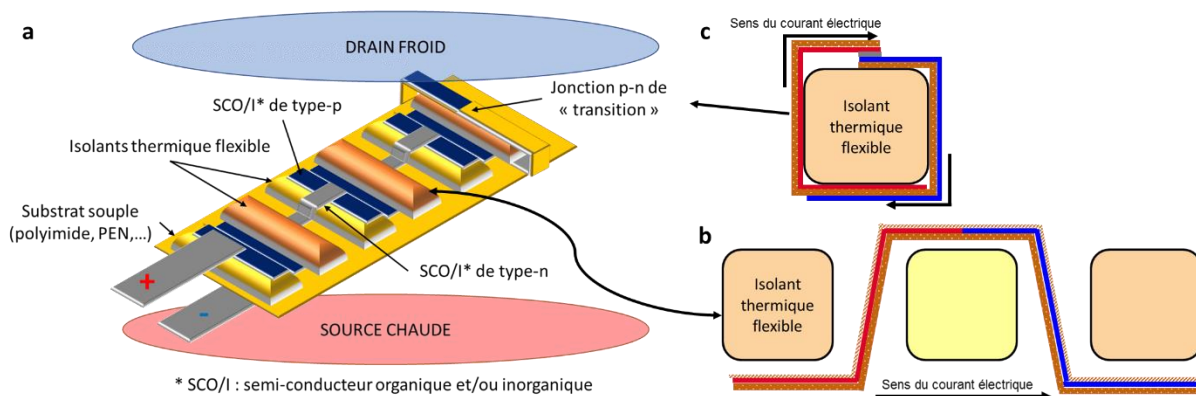 a
DRAIN FROID
SCO/I* de type-p
Isolants thermique flexible
Substrat souple
(polyimide, PEN,...)
+
-
SCO/I* de type-n
Jonction p-n de
« transition »
SOURCE CHAUDE
* SCO/I : semi-conducteur organique et/ou inorganique
c
Sens du courant électrique
Isolant
thermique
flexible
b
Isolant
thermique
flexible
Sens du courant électrique